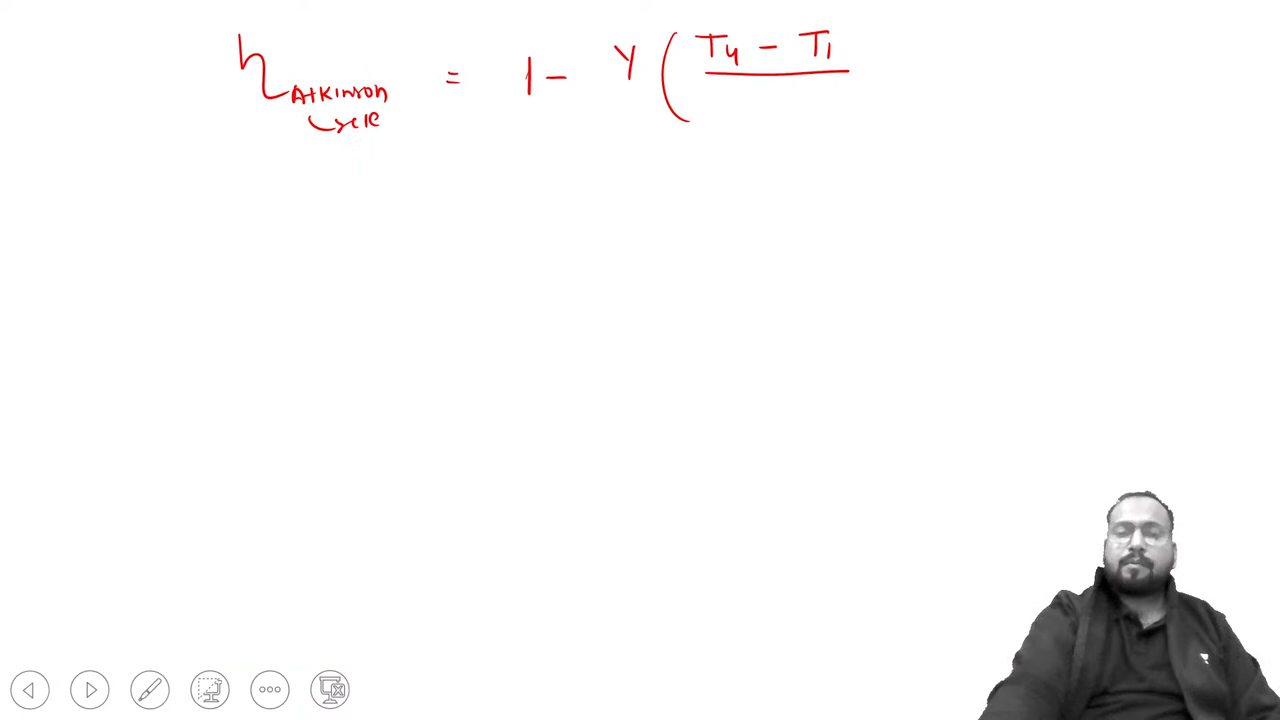 η Atkinson cycle = 1 - γ ( T4 - T1